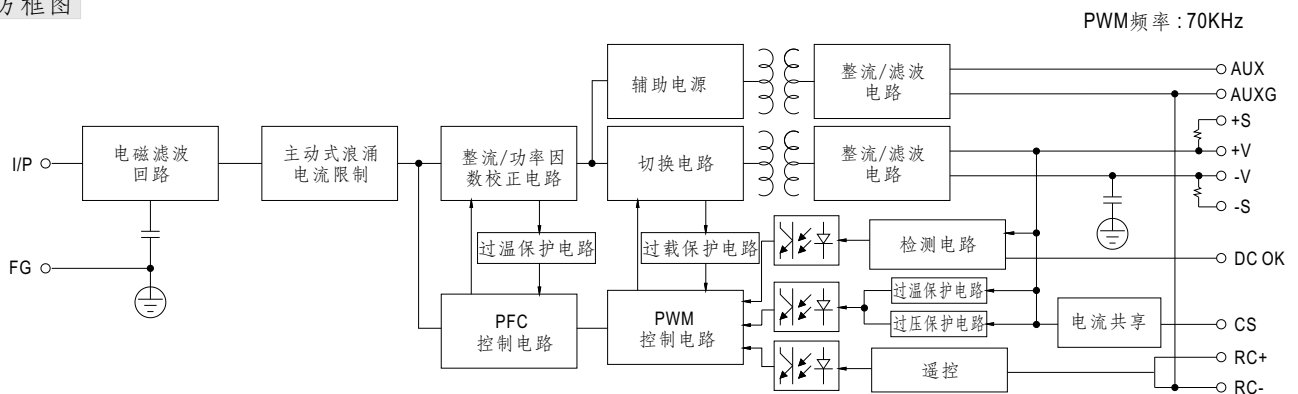 方框图
PWM频率 : 70KHz
辅助电源
整流/滤波
电路
AUX
AUXG
+S
I/P
电磁滤波
回路
主动式浪涌
电流限制
整流/功率因
数校正电路
切换电路
整流/滤波
电路
+V
-V
-S
过温保护电路
过载保护电路
检测电路
DC OK
FG
PFC
控制电路
PWM
控制电路
过温保护电路
过压保护电路
电流共享
CS
遥控
RC+
RC-